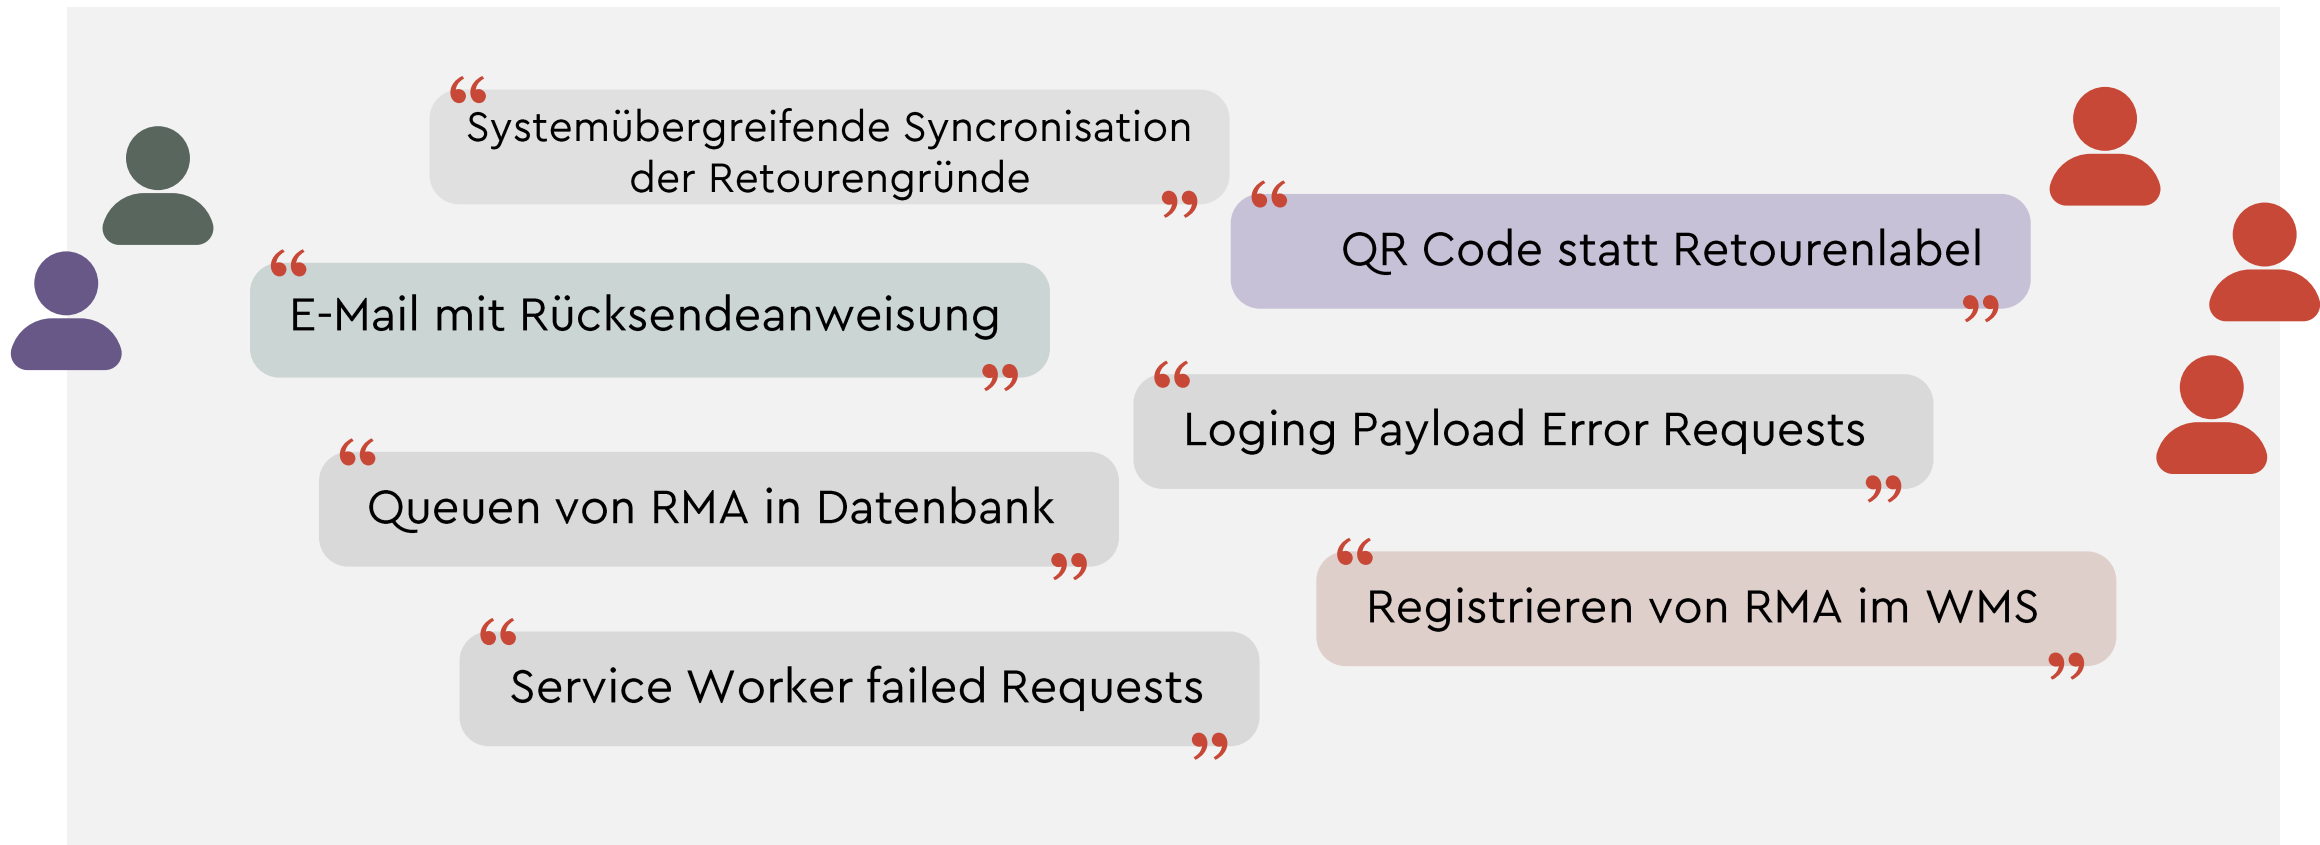 “
Systemübergreifende Syncronisation
der Retourengründe
”
“
QR Code statt Retourenlabel
”
“
E-Mail mit Rücksendeanweisung
”
“
Loging Payload Error Requests
”
“
Queuen von RMA in Datenbank
”
“
Registrieren von RMA im WMS
”
“
Service Worker failed Requests
”